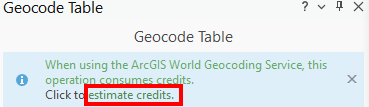 Geocode Table
Geocode Table
When using the ArcGIS World Geocoding Service, this
operation consumes credits.
Click to estimate credits.